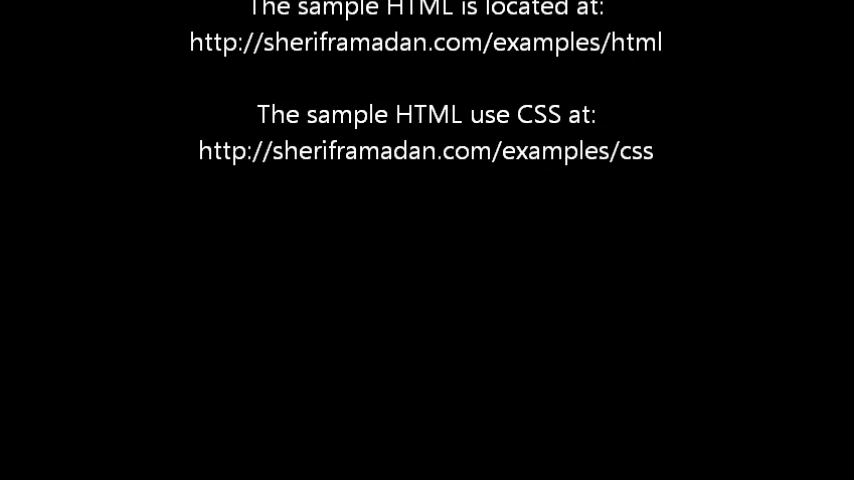 The sample HTML is located at:
http://sheriframadan.com/examples/html
The sample HTML use CSS at:
http://sheriframadan.com/examples/css